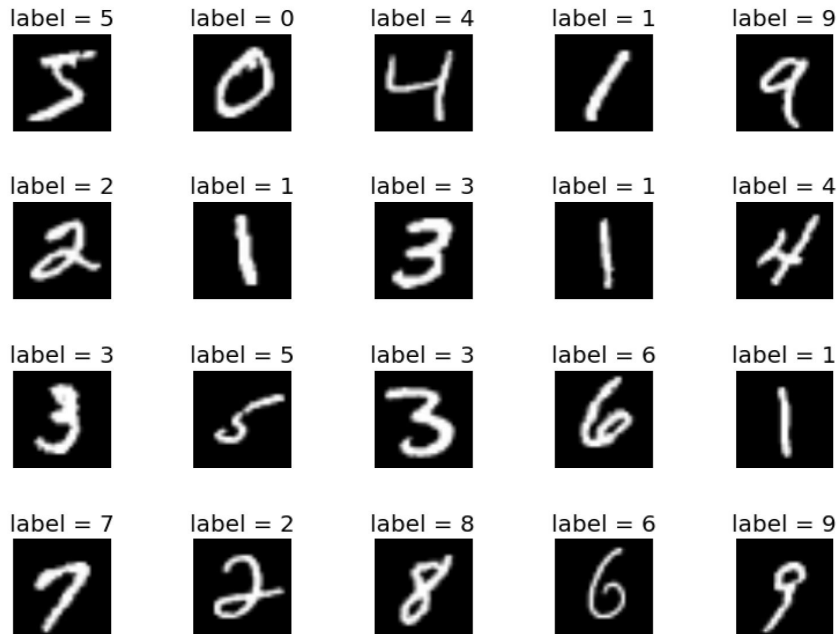 label = 5 label = 0 label = 4 label = 1 label = 9
5 0 4 1 9
label = 2 label = 1 label = 3 label = 1 label = 4
2 1 3 1 4
label = 3 label = 5 label = 3 label = 6 label = 1
3 5 3 6 1
label = 7 label = 2 label = 8 label = 6 label = 9
7 2 8 6 9